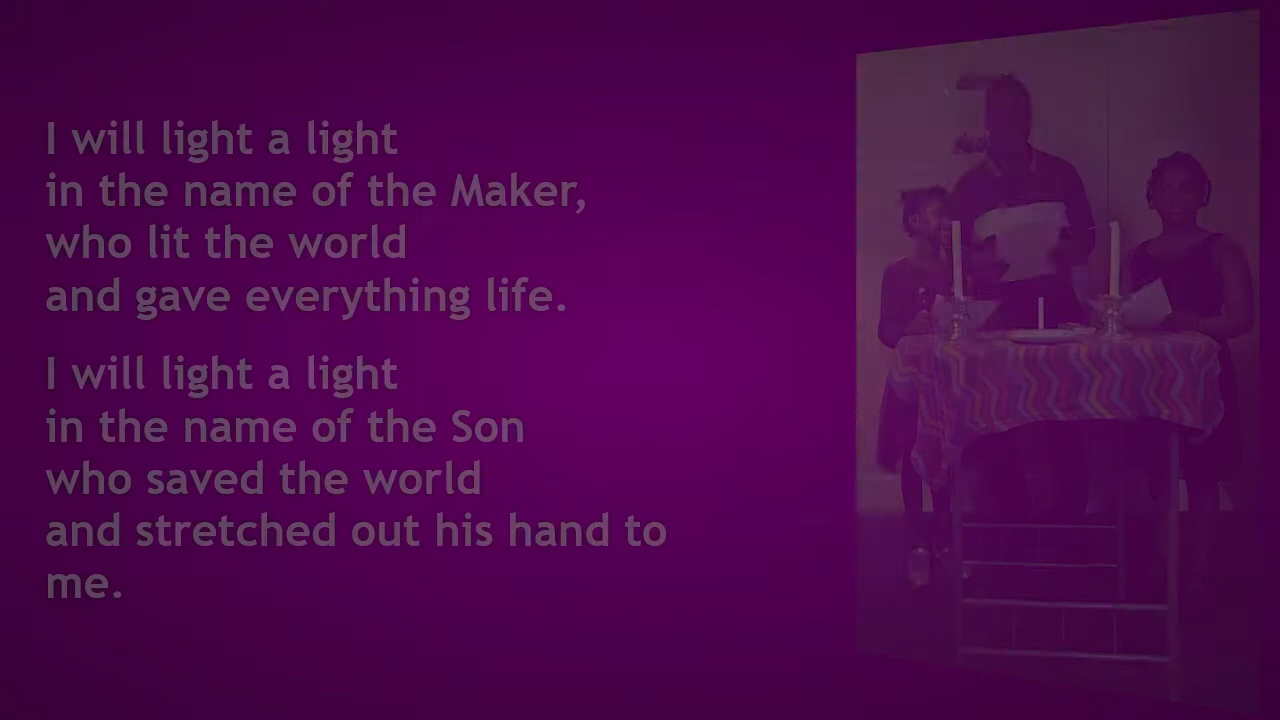 I will light a light
in the name of the Maker,
who lit the world
and gave everything life.
I will light a light
in the name of the Son
who saved the world
and stretched out his hand to
me.